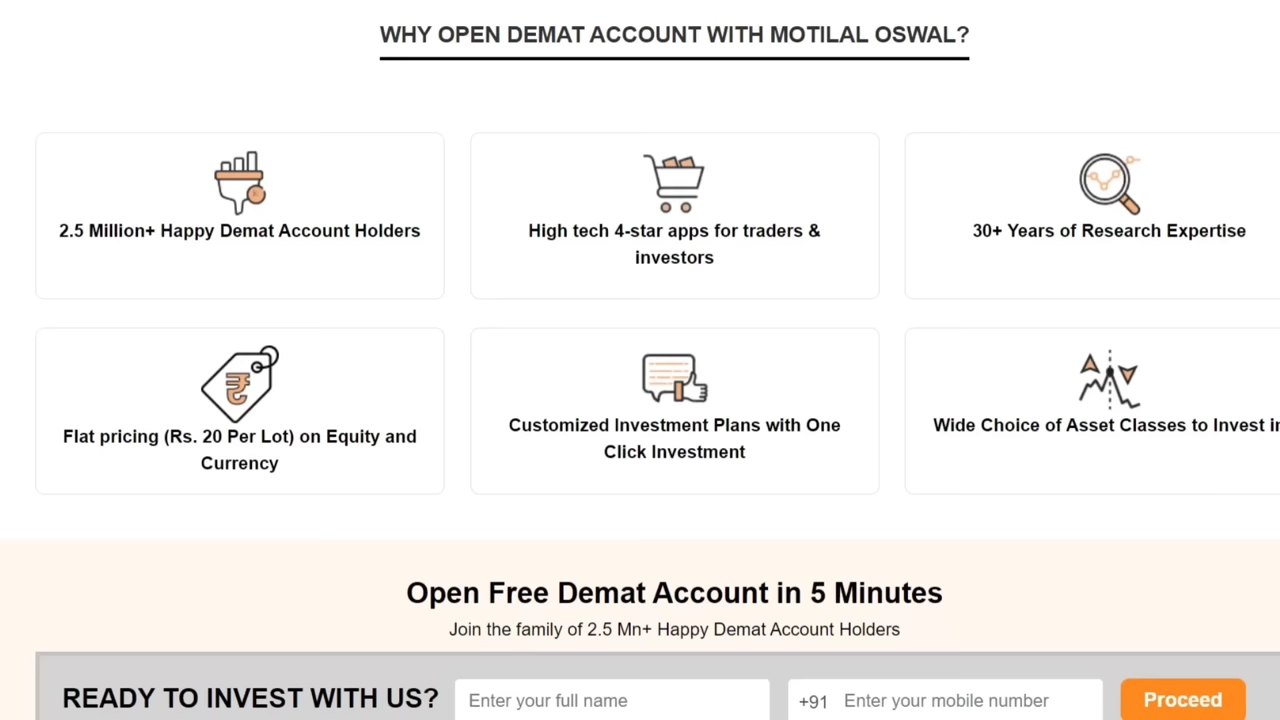 WHY OPEN DEMAT ACCOUNT WITH MOTILAL OSWAL?
2.5 Million+ Happy Demat Account Holders
High tech 4-star apps for traders &
investors
30+ Years of Research Expertise
Flat pricing (Rs. 20 Per Lot) on Equity and
Currency
Customized Investment Plans with One
Click Investment
Wide Choice of Asset Classes to Invest in
Open Free Demat Account in 5 Minutes
Join the family of 2.5 Mn+ Happy Demat Account Holders
READY TO INVEST WITH US?
Enter your full name
+91 Enter your mobile number
Proceed